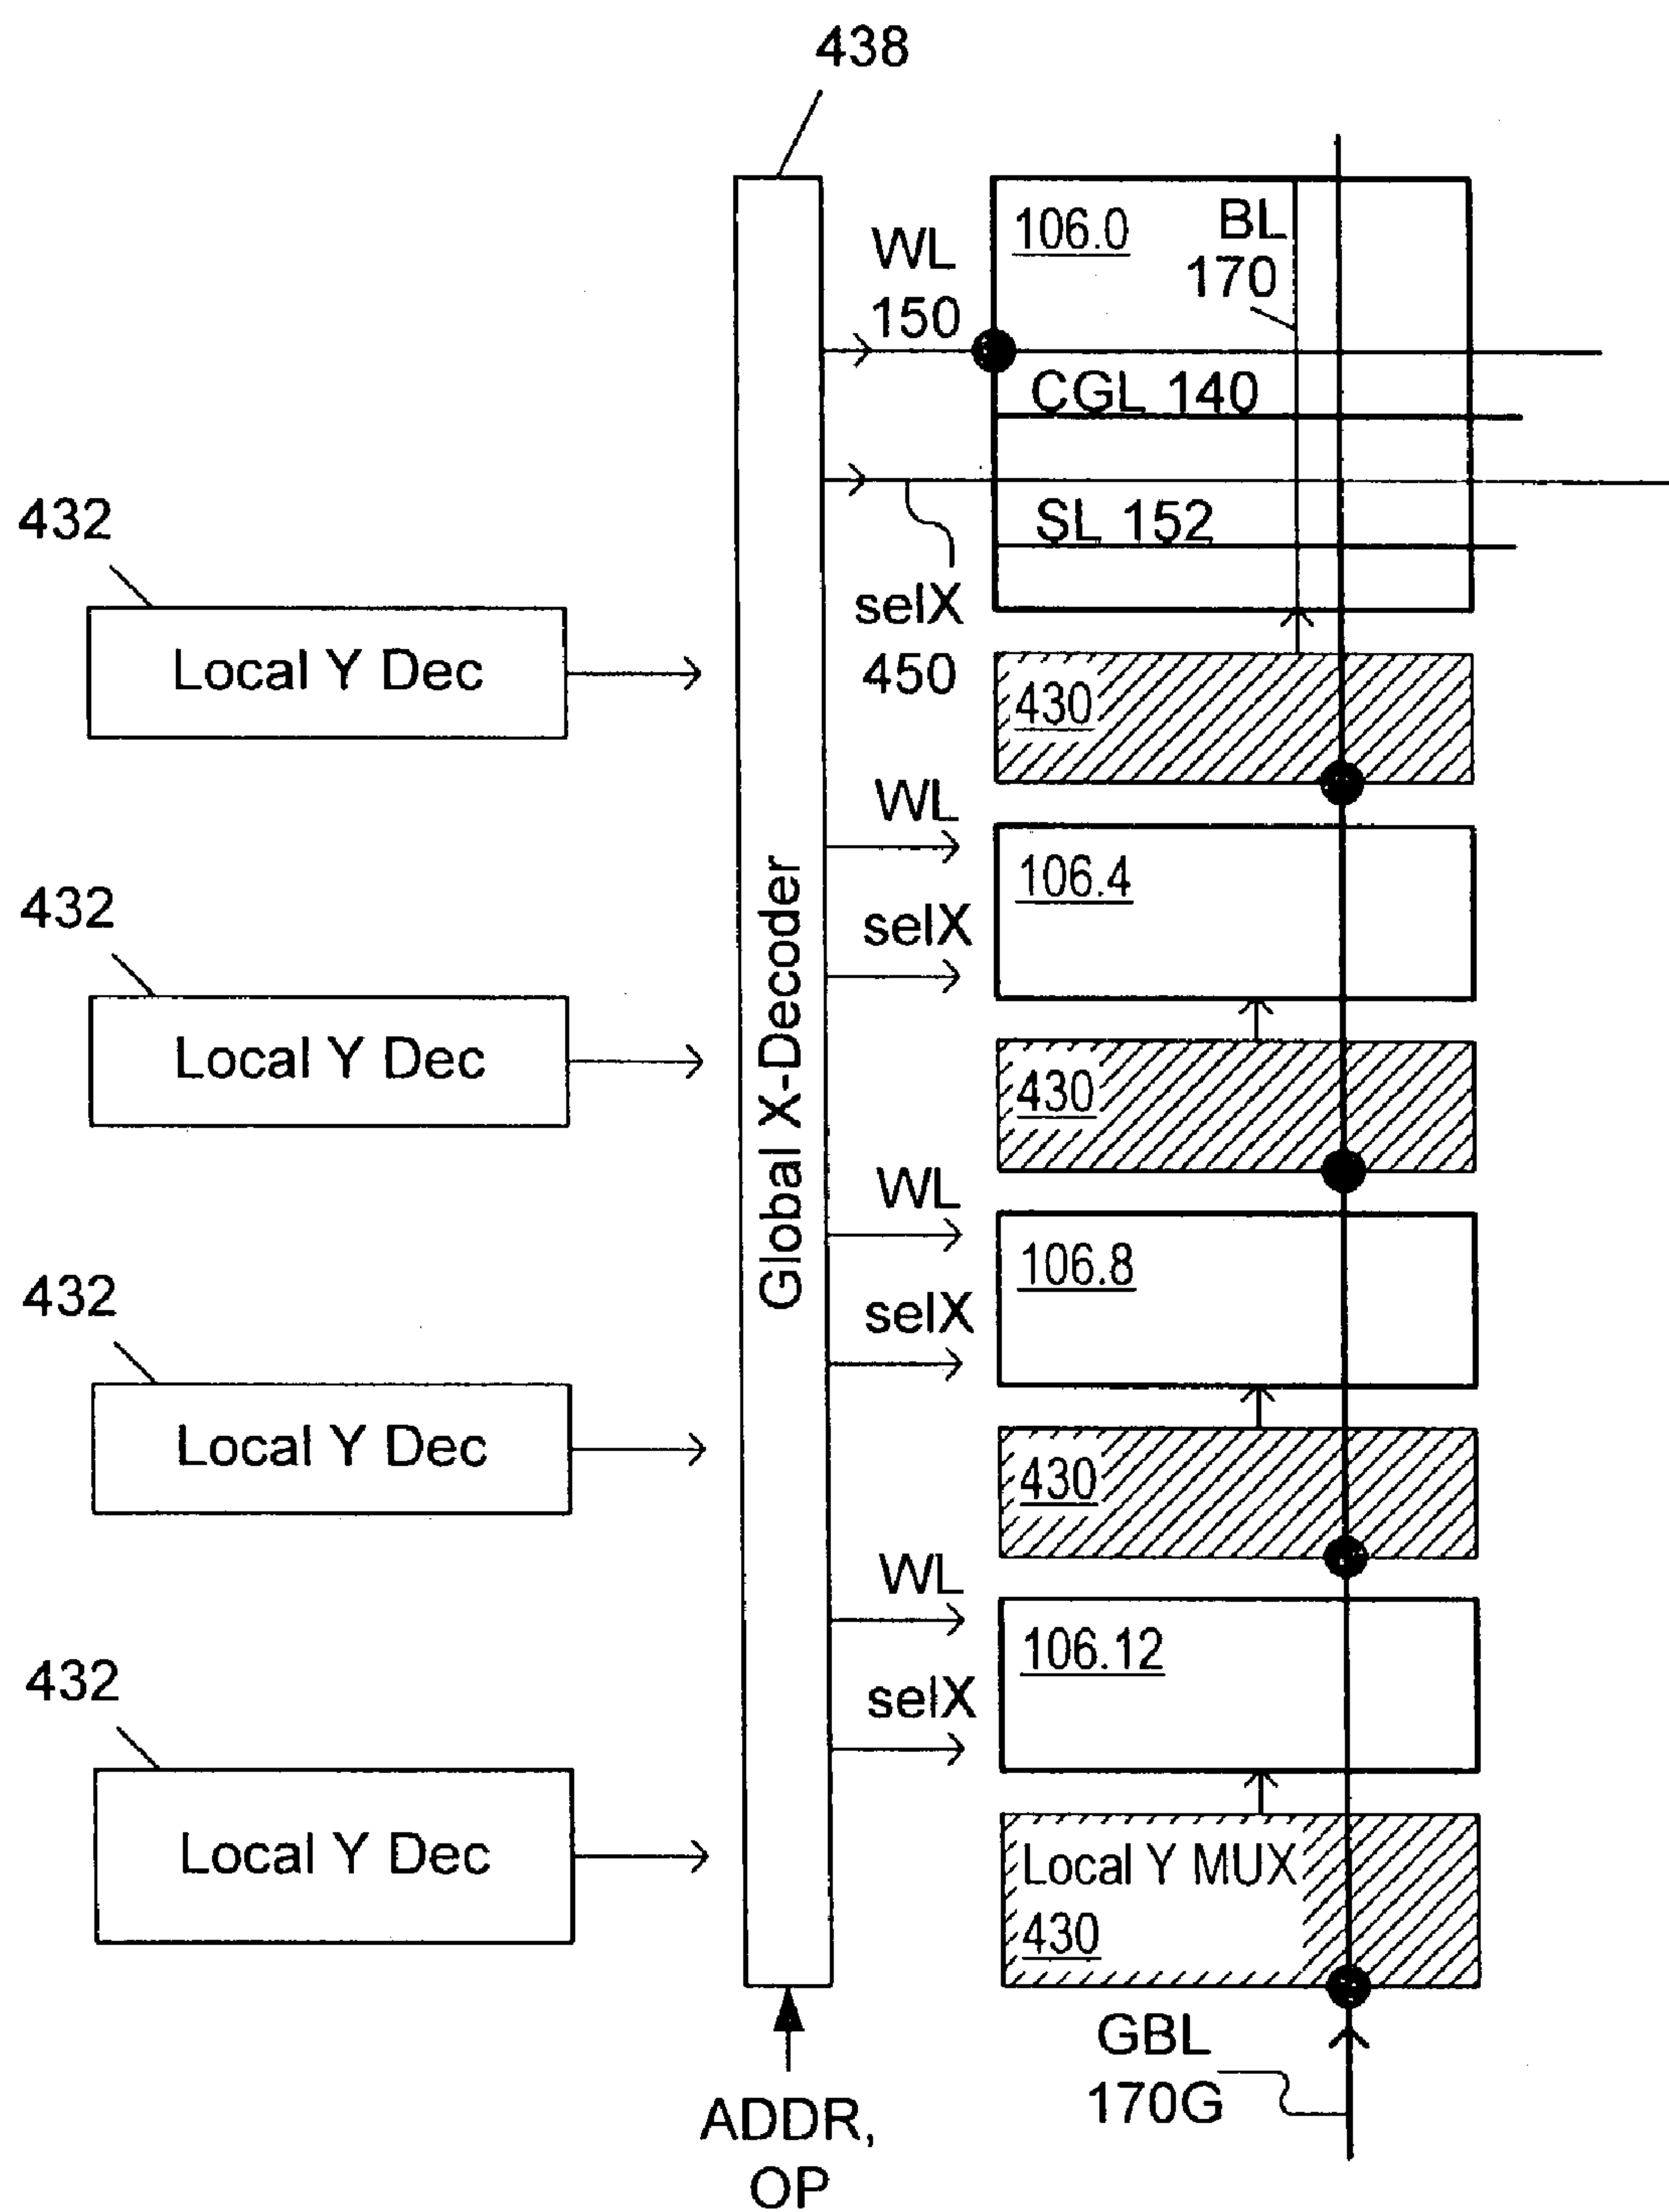 438
106.0
BL
170
WL
150
CGL 140
SL 152
432
selX
450
Local Y Dec
430
WL
106.4
selX
432
Local Y Dec
430
Global X-Decoder
WL
106.8
selX
432
Local Y Dec
430
WL
106.12
selX
432
Local Y Dec
Local Y MUX
430
GBL
170G
ADDR,
OP